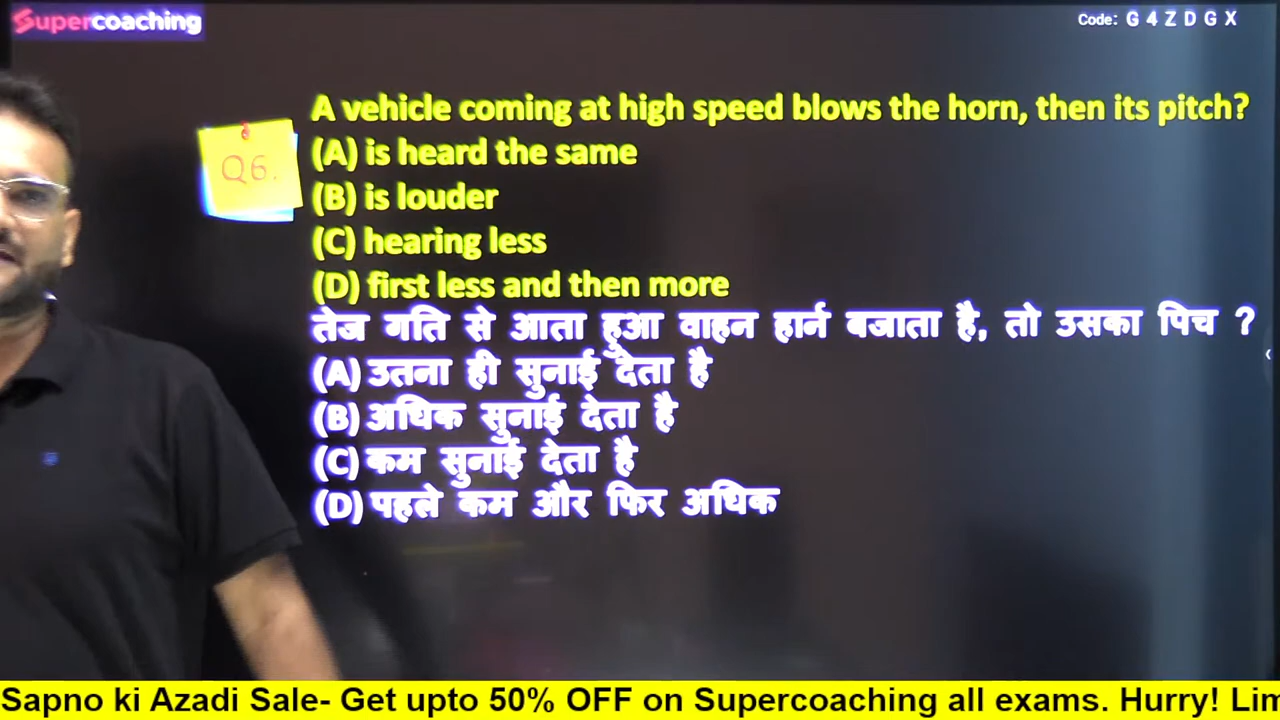 Supercoaching
Code: G 4 Z D G X
Q6.
A vehicle coming at high speed blows the horn, then its pitch?
(A) is heard the same
(B) is louder
(C) hearing less
(D) first less and then more
तेज गति से आता हुआ वाहन हार्न बजाता है, तो उसका पिच ?
(A) उतना ही सुनाई देता है
(B) अधिक सुनाई देता है
(C) कम सुनाई देता है
(D) पहले कम और फिर अधिक
Sapno ki Azadi Sale- Get upto 50% OFF on Supercoaching all exams. Hurry! Lim